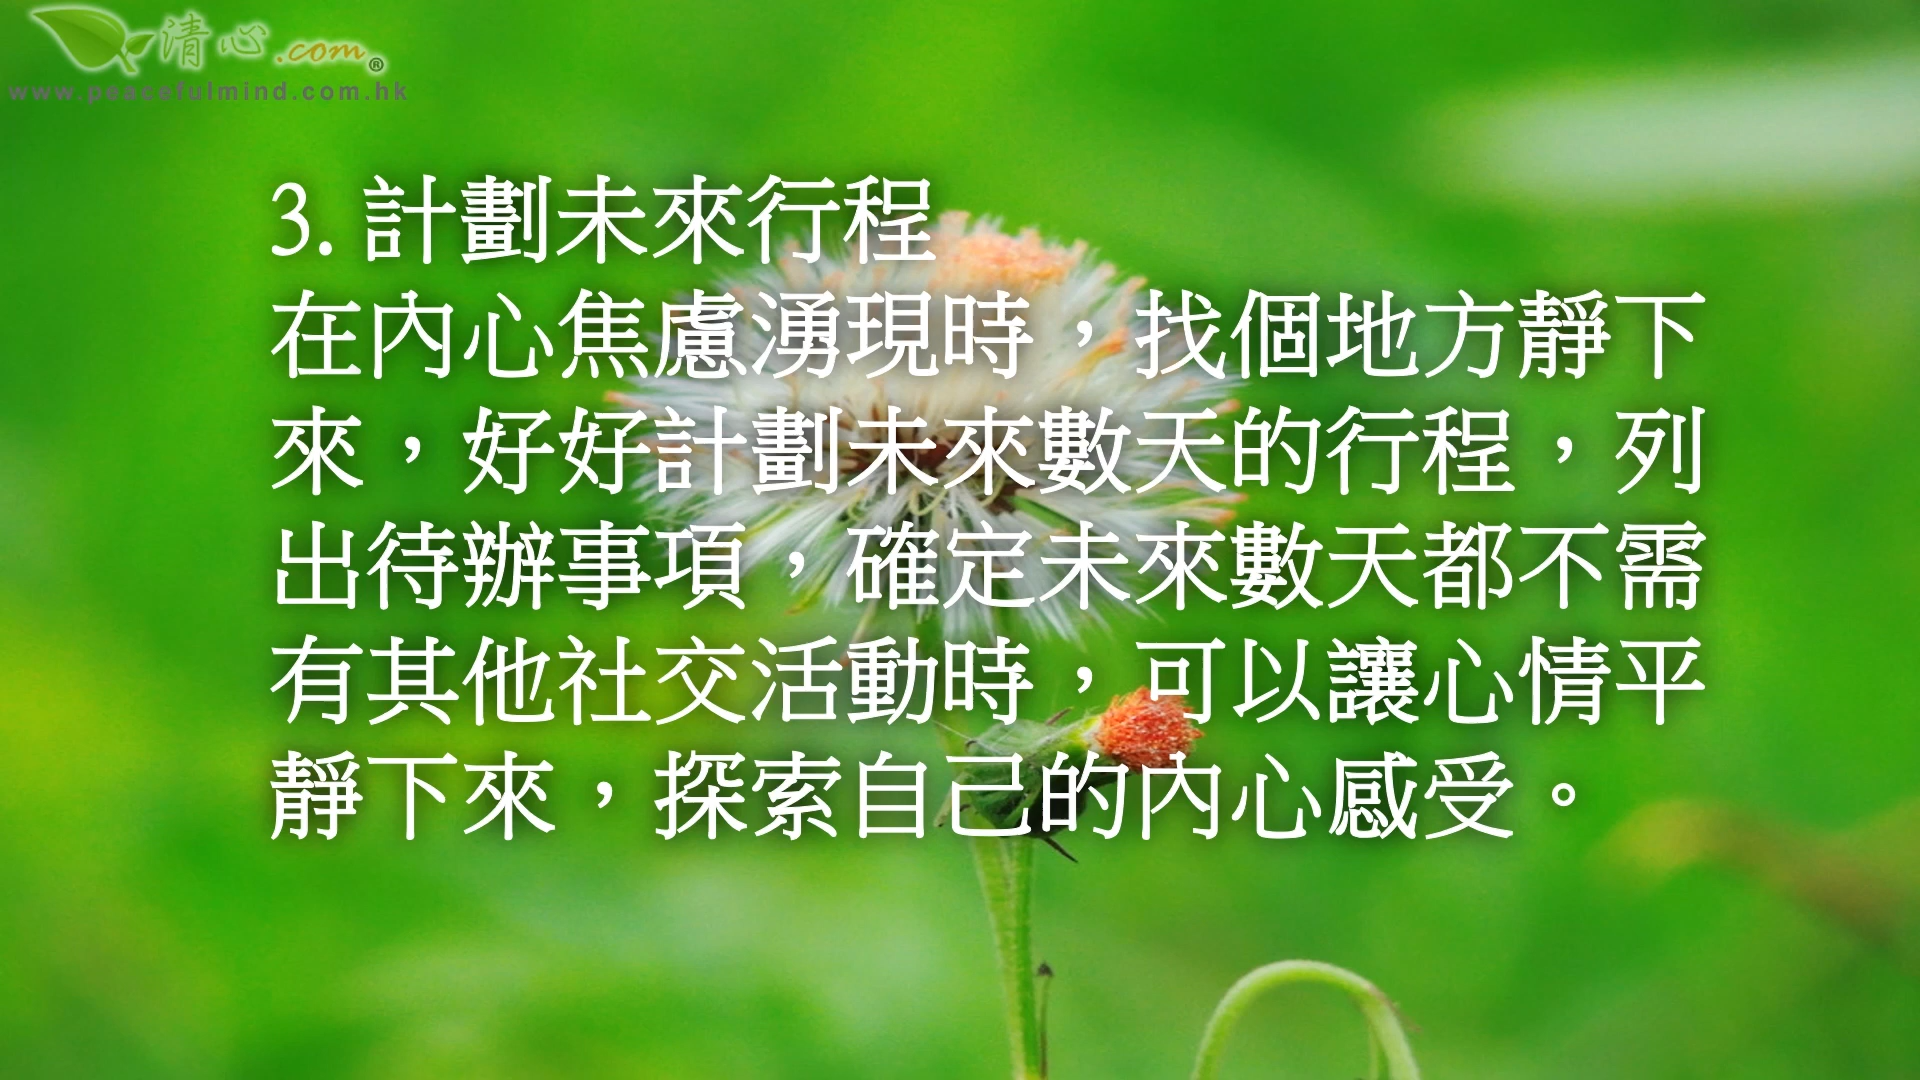 清心.com®
www.peacefulmind.com.hk
3. 計劃未來行程
在內心焦慮湧現時，找個地方靜下
來，好好計劃未來數天的行程，列
出待辦事項，確定未來數天都不需
有其他社交活動時，可以讓心情平
靜下來，探索自己的內心感受。